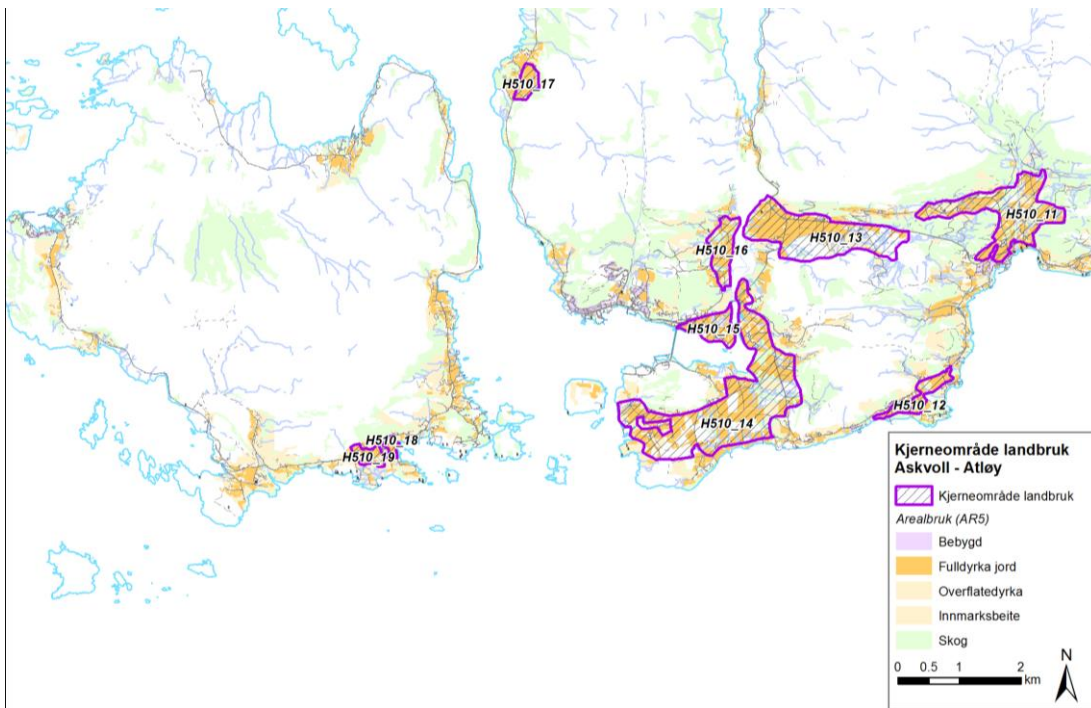 H510_17
H510_11
H510_13
H510_16
H510_15
H510_12
H510_14
H510_18
H510_19
Kjerneområde landbruk
Askvoll - Atløy
Kjerneområde landbruk
Arealbruk (AR5)
Bebygd
Fulldyrka jord
Overflatedyrka
Innmarksbeite
Skog
N
0 0.5 1 2
km